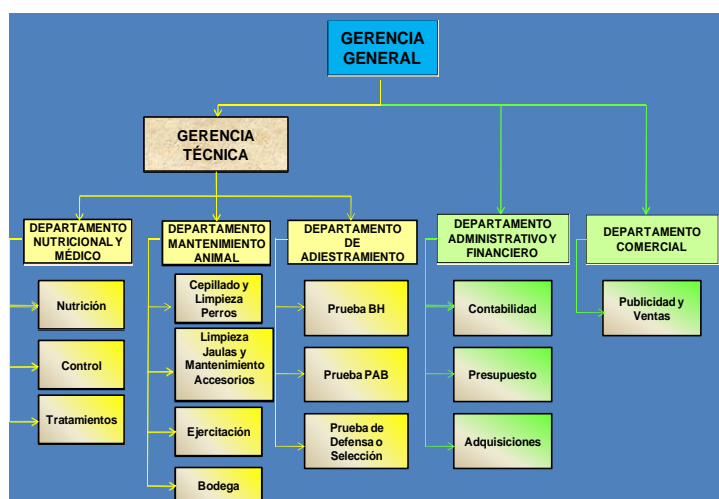 GERENCIA
GENERAL
GERENCIA
TÉCNICA
DEPARTAMENTO
NUTRICIONAL Y
MÉDICO
DEPARTAMENTO
MANTENIMIENTO
ANIMAL
DEPARTAMENTO
DE
ADIESTRAMIENTO
DEPARTAMENTO
ADMINISTRATIVO Y
FINANCIERO
DEPARTAMENTO
COMERCIAL
Nutrición
Control
Tratamientos
Cepillado y
Limpieza
Perros
Limpieza
Jaulas y
Mantenimiento
Accesorios
Ejercitación
Bodega
Prueba BH
Prueba PAB
Prueba de
Defensa o
Selección
Contabilidad
Presupuesto
Adquisiciones
Publicidad y
Ventas